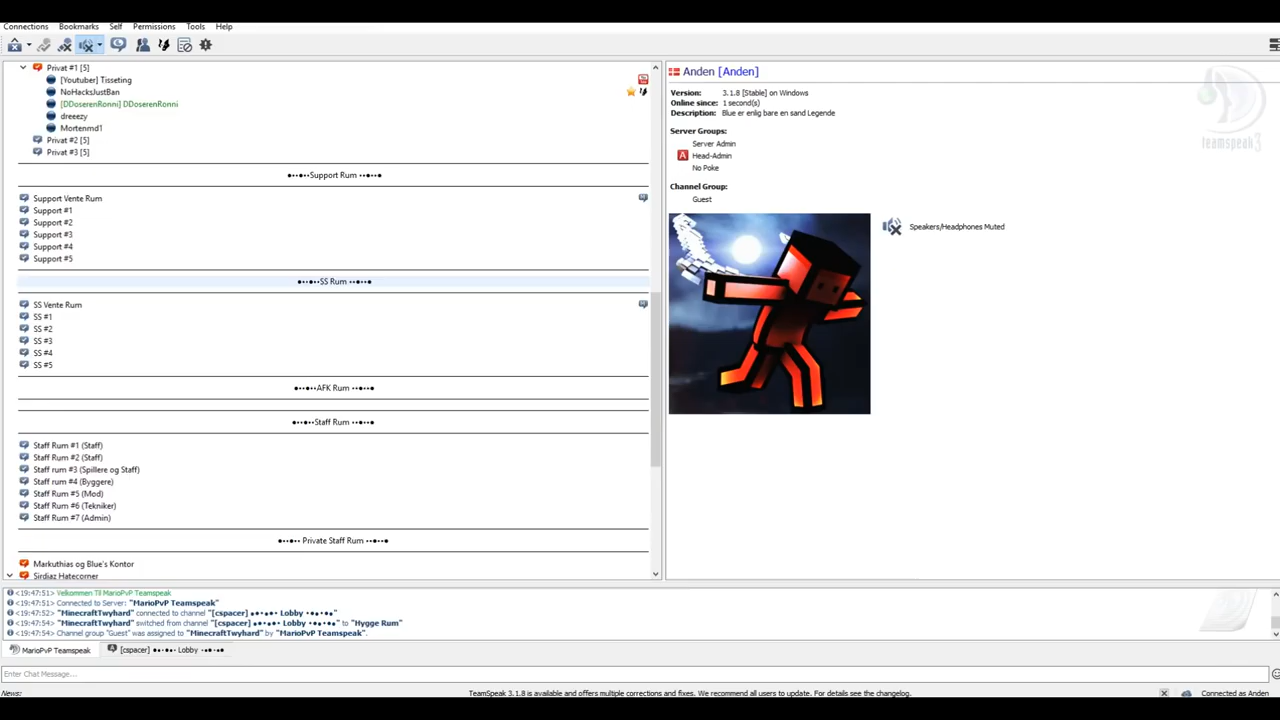 Connections Bookmarks Self Permissions Tools Help
Privat #1 [5]
[Youtuber] Tisseting
NoHacksJustBan
[DDoserenRonni] DDoserenRonni
dreeezy
Mortenmd1
Privat #2 [5]
Privat #3 [5]
●••●••Support Rum ••●••●
Support Vente Rum
Support #1
Support #2
Support #3
Support #4
Support #5
●••●••SS Rum ••●••●
SS Vente Rum
SS #1
SS #2
SS #3
SS #4
SS #5
●••●••AFK Rum ••●••●
●••●••Staff Rum ••●••●
Staff Rum #1 (Staff)
Staff Rum #2 (Staff)
Staff rum #3 (Spillere og Staff)
Staff rum #4 (Byggere)
Staff Rum #5 (Mod)
Staff Rum #6 (Tekniker)
Staff Rum #7 (Admin)
●••●•• Private Staff Rum ••●••●
Markuthias og Blue's Kontor
Sirdiaz Hatecorner
Anden [Anden]
Version: 3.1.8 [Stable] on Windows
Online since: 1 second(s)
Description: Blue er enlig bare en sand Legende
Server Groups:
Server Admin
A Head-Admin
No Poke
Channel Group:
Guest
Speakers/Headphones Muted
teamspeak3
<19:47:51> Velkommen Til MarioPvP Teamspeak
<19:47:51> Connected to Server: "MarioPvP Teamspeak"
<19:47:52> "MinecraftTwyhard" connected to channel "[cspacer] ●••●•• Lobby ••●••●"
<19:47:54> "MinecraftTwyhard" switched from channel "[cspacer] ●••●•• Lobby ••●••●" to "Hygge Rum"
<19:47:54> Channel group "Guest" was assigned to "MinecraftTwyhard" by "MarioPvP Teamspeak".
MarioPvP Teamspeak [cspacer] ●••●•• Lobby ••●••●
Enter Chat Message...
News: TeamSpeak 3.1.8 is available and offers multiple corrections and fixes. We recommend all users to update. For details see the changelog. Connected as Anden